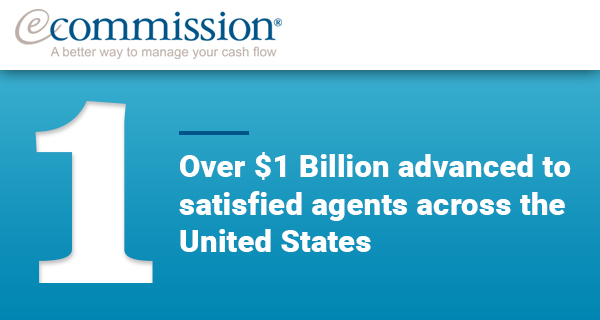 ecommission®
A better way to manage your cash flow
1
Over $1 Billion advanced to
satisfied agents across the
United States